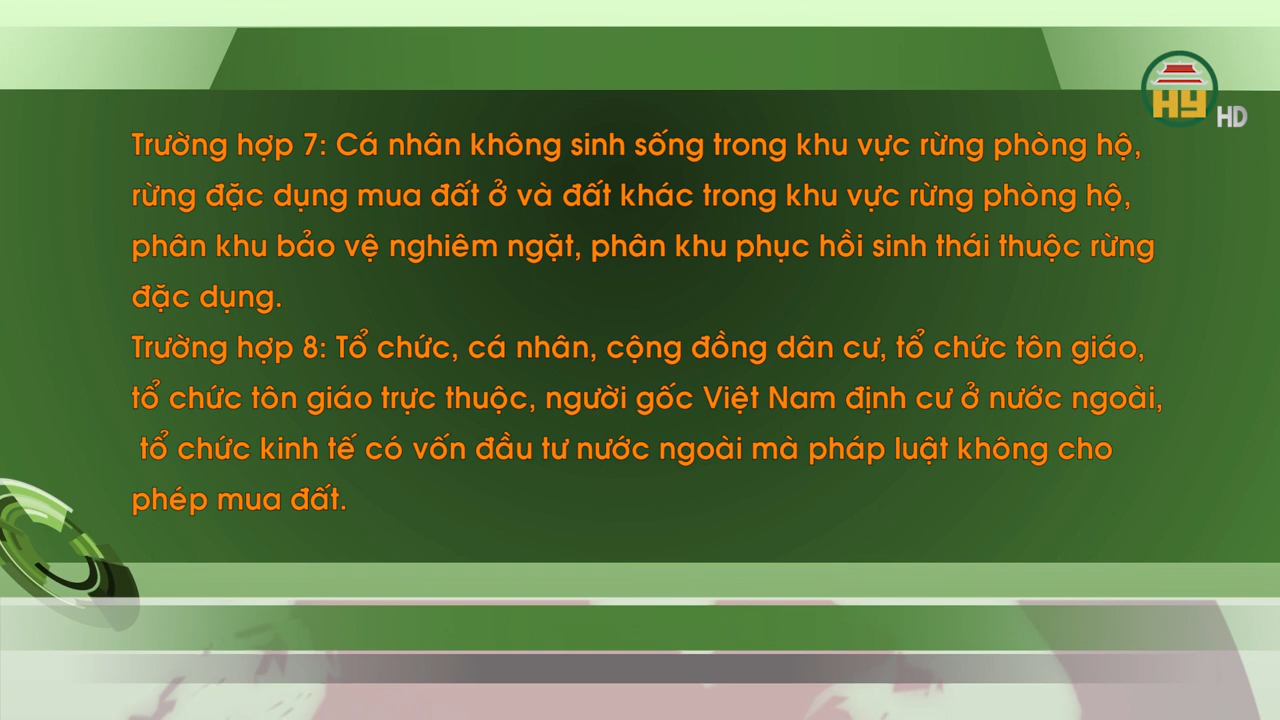 HY HD
Trường hợp 7: Cá nhân không sinh sống trong khu vực rừng phòng hộ,
rừng đặc dụng mua đất ở và đất khác trong khu vực rừng phòng hộ,
phân khu bảo vệ nghiêm ngặt, phân khu phục hồi sinh thái thuộc rừng
đặc dụng.
Trường hợp 8: Tổ chức, cá nhân, cộng đồng dân cư, tổ chức tôn giáo,
tổ chức tôn giáo trực thuộc, người gốc Việt Nam định cư ở nước ngoài,
tổ chức kinh tế có vốn đầu tư nước ngoài mà pháp luật không cho
phép mua đất.